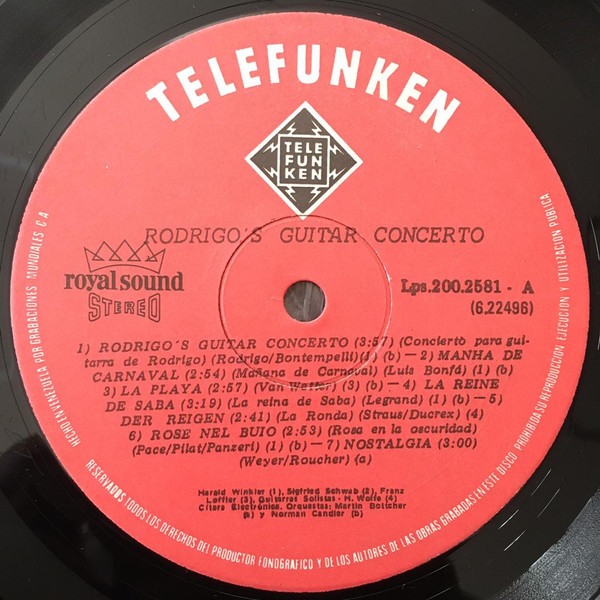 TELEFUNKEN
TELE
FUN
KEN
RODRIGO'S GUITAR CONCERTO
royal sound
STEREO
Lps.200.2581 - A
(6.22496)
1) RODRIGO'S GUITAR CONCERTO (3:57) (Concierto para gui-
tarra de Rodrigo) (Rodrigo/Bontempelli)(1) (b) — 2) MANHA DE
CARNAVAL (2:54) (Mañana de Carnaval) (Luis Bonfá) (1) (b)
3) LA PLAYA (2:57) (Van Wetter) (3) (b) — 4) LA REINE
DE SABA (3:19) (La reina de Saba) (Legrand) (1) (b) — 5)
DER REIGEN (2:41) (La Ronda) (Straus/Ducrex) (4)
6) ROSE NEL BUIO (2:53) (Rosa en la oscuridad)
(Pace/Pilat/Panzeri) (1) (b) — 7) NOSTALGIA (3:00)
(Weyer/Roucher) (a)
Harald Winkler (1), Sigfried Schwab (2), Franz
Loffler (3), Guitarras Solistas - H. Wolfe (4)
Citara Electrónica. Orquestas: Martin Bottcher
(b) y Norman Candler (b)
HECHO EN VENEZUELA POR GRABACIONES MUNDIALES C A
RESERVADOS TODOS LOS DERECHOS DEL PRODUCTOR FONOGRAFICO Y DE LOS AUTORES DE LAS OBRAS GRABADAS EN ESTE DISCO
PROHIBIDA SU REPRODUCCION EJECUCION Y UTILIZACION PUBLICA